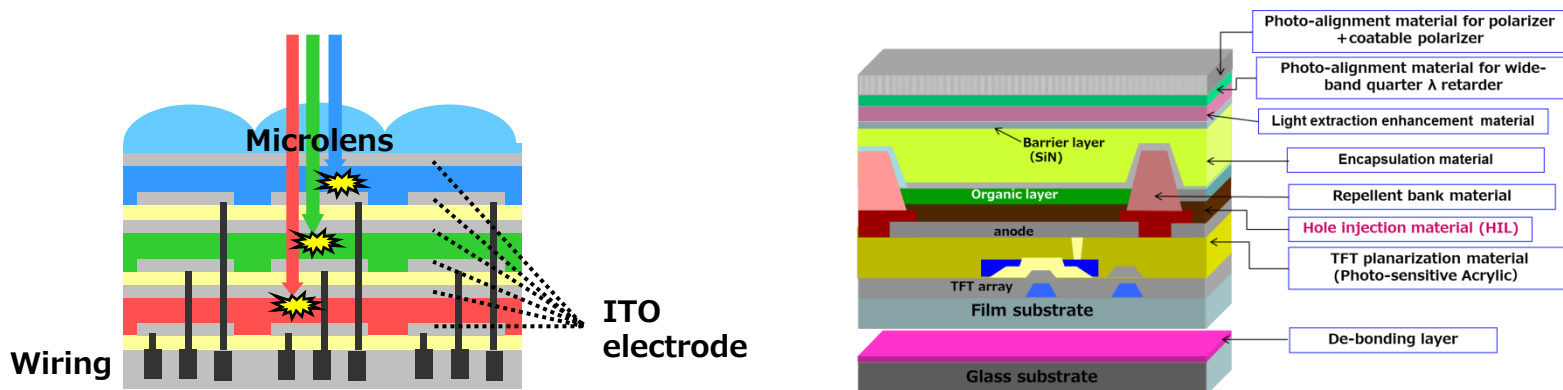 Microlens
ITO
electrode
Wiring
Photo-alignment material for polarizer
+coatable polarizer
Photo-alignment material for wide-
band quarter λ retarder
Light extraction enhancement material
Barrier layer
(SiN)
Encapsulation material
Organic layer
Repellent bank material
anode
Hole injection material (HIL)
TFT planarization material
(Photo-sensitive Acrylic)
TFT array
Film substrate
De-bonding layer
Glass substrate